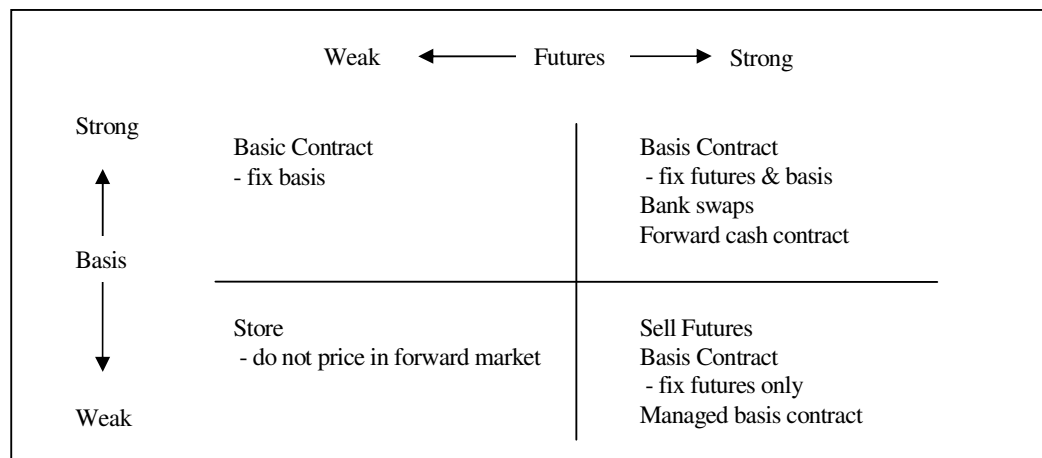 Weak Futures Strong
Strong
Basis
Weak
Basic Contract
- fix basis
Basis Contract
- fix futures & basis
Bank swaps
Forward cash contract
Store
- do not price in forward market
Sell Futures
Basis Contract
- fix futures only
Managed basis contract